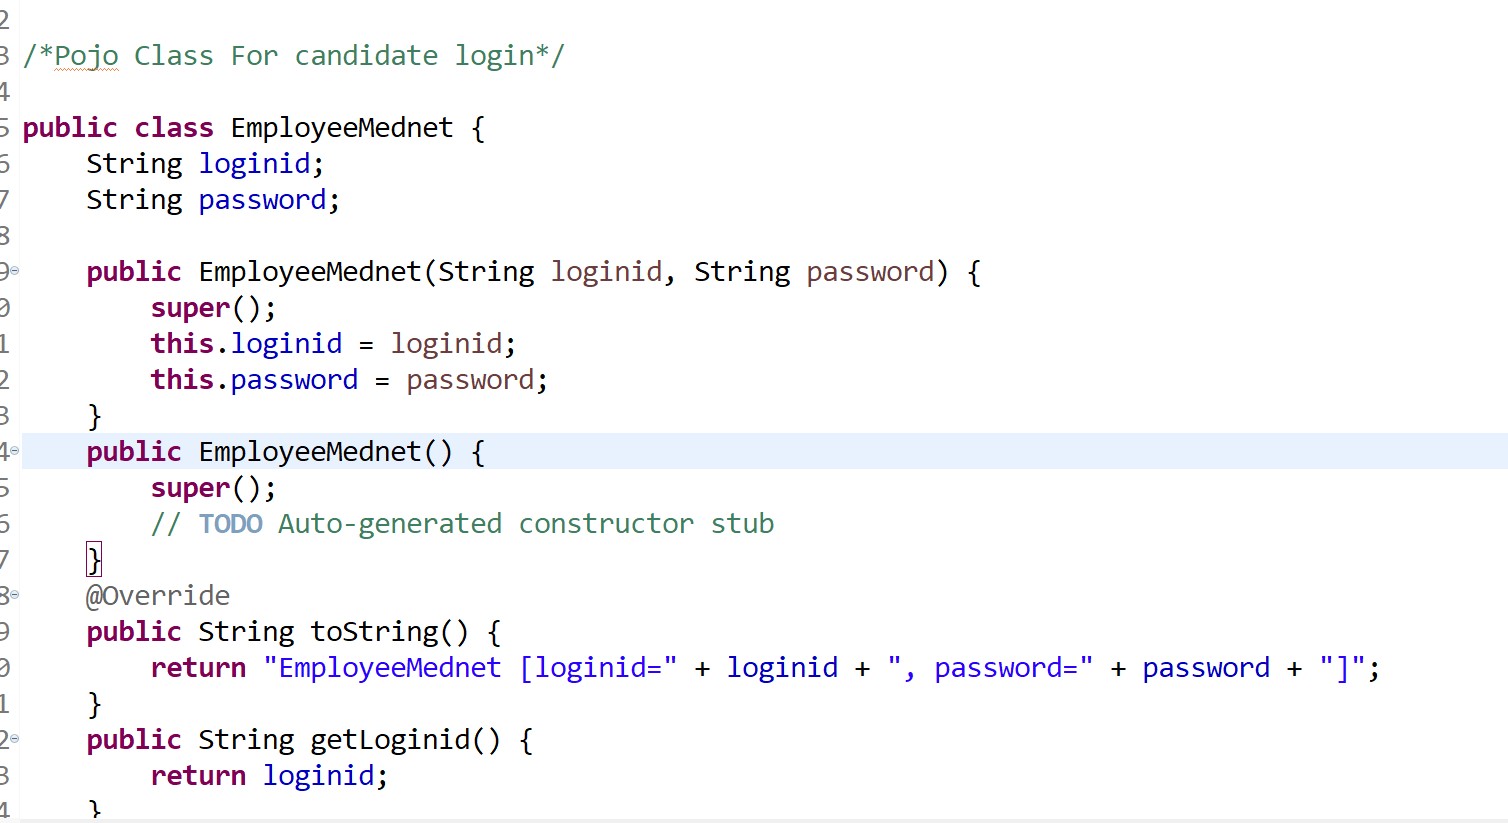 2
3 /*Pojo Class For candidate login*/
4
5 public class EmployeeMednet {
6     String loginid;
7     String password;
8
9     public EmployeeMednet(String loginid, String password) {
0         super();
1         this.loginid = loginid;
2         this.password = password;
3     }
4     public EmployeeMednet() {
5         super();
6         // TODO Auto-generated constructor stub
7     }
8     @Override
9     public String toString() {
0         return "EmployeeMednet [loginid=" + loginid + ", password=" + password + "]";
1     }
2     public String getLoginid() {
3         return loginid;
4     }